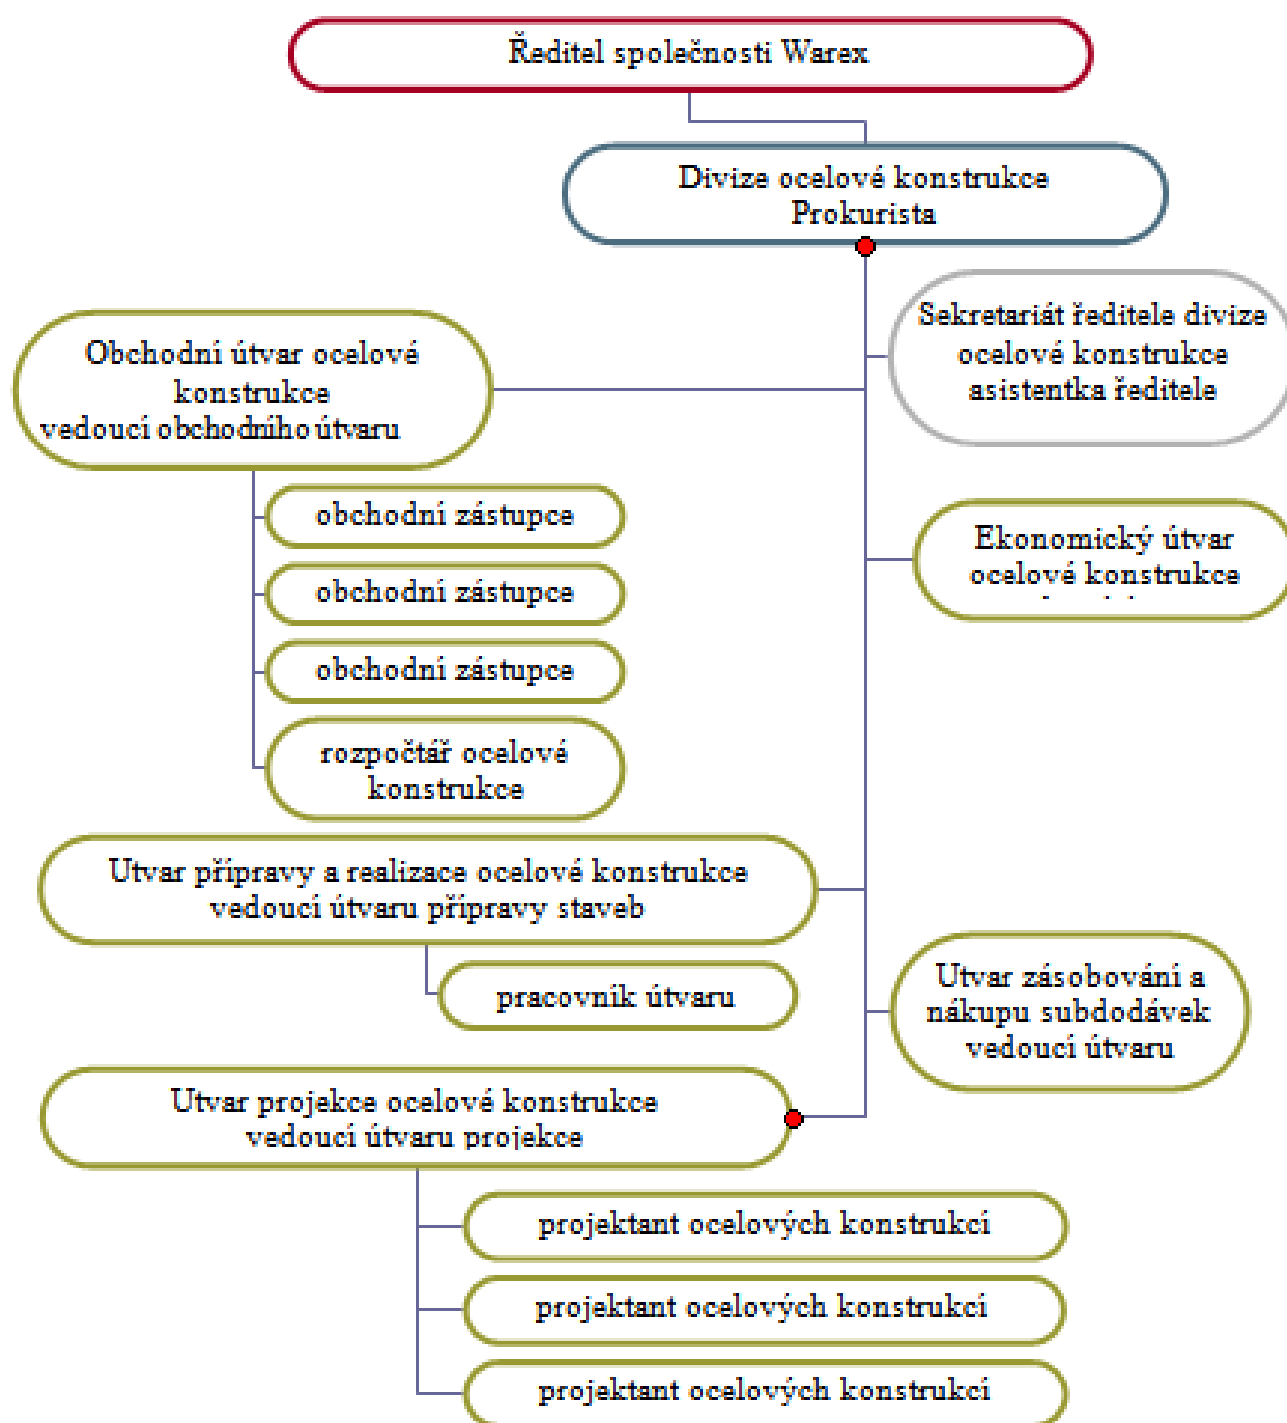 Ředitel společnosti Warex
Divize ocelové konstrukce
Prokurista
Sekretariát ředitele divize
ocelové konstrukce
asistentka ředitele
Obchodní útvar ocelové
konstrukce
vedoucí obchodního útvaru
obchodní zástupce
obchodní zástupce
obchodní zástupce
rozpočtář ocelové
konstrukce
Ekonomický útvar
ocelové konstrukce
Utvar přípravy a realizace ocelové konstrukce
vedoucí útvaru přípravy staveb
pracovník útvaru
Utvar zásobování a
nákupu subdodávek
vedoucí útvaru
Utvar projekce ocelové konstrukce
vedoucí útvaru projekce
projektant ocelových konstrukcí
projektant ocelových konstrukcí
projektant ocelových konstrukcí